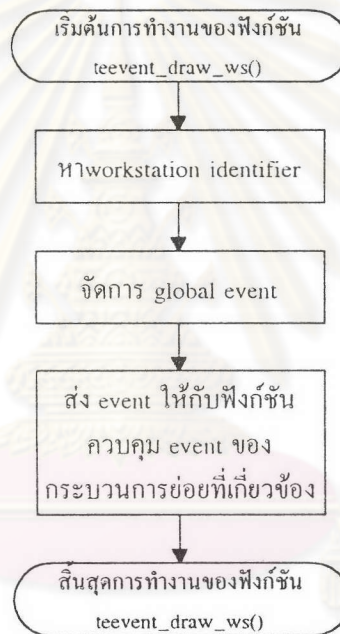 เริ่มต้นการทำงานของฟังก์ชัน
teevent_draw_ws()
หาworkstation identifier
จัดการ global event
ส่ง event ให้กับฟังก์ชัน
ควบคุม event ของ
กระบวนการย่อยที่เกี่ยวข้อง
สิ้นสุดการทำงานของฟังก์ชัน
teevent_draw_ws()